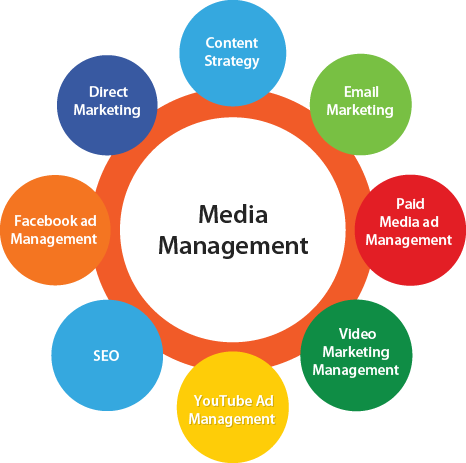 Content
Strategy
Email
Marketing
Paid
Media ad
Management
Video
Marketing
Management
YouTube Ad
Management
SEO
Facebook ad
Management
Direct
Marketing
Media
Management